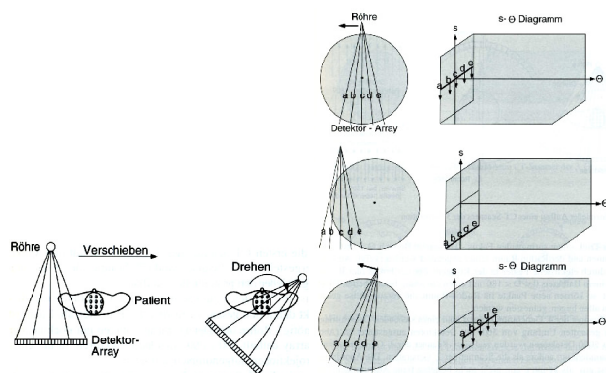 Röhre
s-Θ Diagramm
s
a b c d e
a b c d e
Θ
Detektor-Array
s
a b c d e
a b c d e
Θ
Röhre
Verschieben
Patient
Detektor-
Array
Drehen
s-Θ Diagramm
s
a b c d e
a b c d e
Θ